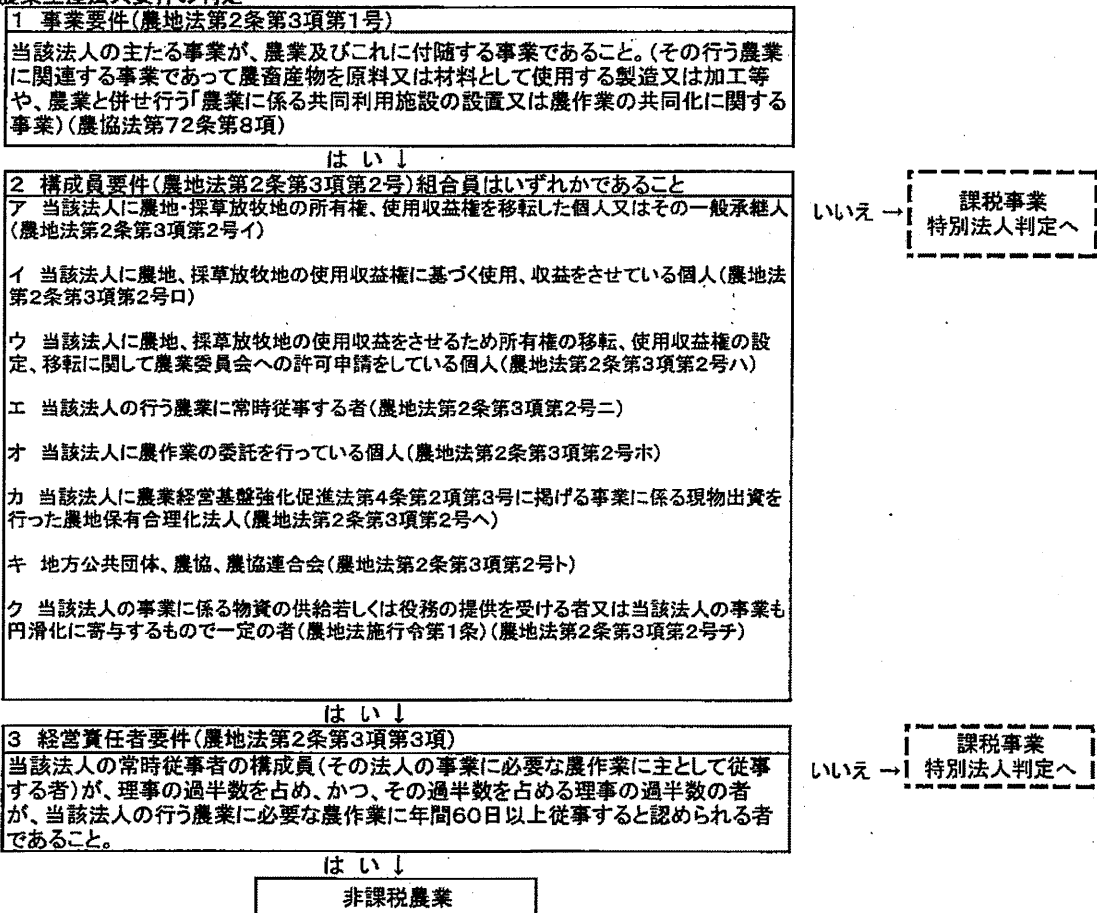 1 事業要件(農地法第2条第3項第1号)
当該法人の主たる事業が、農業及びこれに付随する事業であること。(その行う農業
に関連する事業であって農畜産物を原料又は材料として使用する製造又は加工等
や、農業と併せ行う「農業に係る共同利用施設の設置又は農作業の共同化に関する
事業)(農協法第72条第8項)
は い ↓
2 構成員要件(農地法第2条第3項第2号)組合員はいずれかであること
ア 当該法人に農地・採草放牧地の所有権、使用収益権を移転した個人又はその一般承継人
(農地法第2条第3項第2号イ)
いいえ →
課税事業
特別法人判定へ
イ 当該法人に農地、採草放牧地の使用収益権に基づく使用、収益をさせている個人(農地法
第2条第3項第2号ロ)
ウ 当該法人に農地、採草放牧地の使用収益をさせるため所有権の移転、使用収益権の設
定、移転に関して農業委員会への許可申請をしている個人(農地法第2条第3項第2号ハ)
エ 当該法人の行う農業に常時従事する者(農地法第2条第3項第2号ニ)
オ 当該法人に農作業の委託を行っている個人(農地法第2条第3項第2号ホ)
カ 当該法人に農業経営基盤強化促進法第4条第2項第3号に掲げる事業に係る現物出資を
行った農地保有合理化法人(農地法第2条第3項第2号ヘ)
キ 地方公共団体、農協、農協連合会(農地法第2条第3項第2号ト)
ク 当該法人の事業に係る物資の供給若しくは役務の提供を受ける者又は当該法人の事業も
円滑化に寄与するもので一定の者(農地法施行令第1条)(農地法第2条第3項第2号チ)
は い ↓
3 経営責任者要件(農地法第2条第3項第3項)
当該法人の常時従事者の構成員(その法人の事業に必要な農作業に主として従事
する者)が、理事の過半数を占め、かつ、その過半数を占める理事の過半数の者
が、当該法人の行う農業に必要な農作業に年間60日以上従事すると認められる者
であること。
いいえ →
課税事業
特別法人判定へ
は い ↓
非課税農業